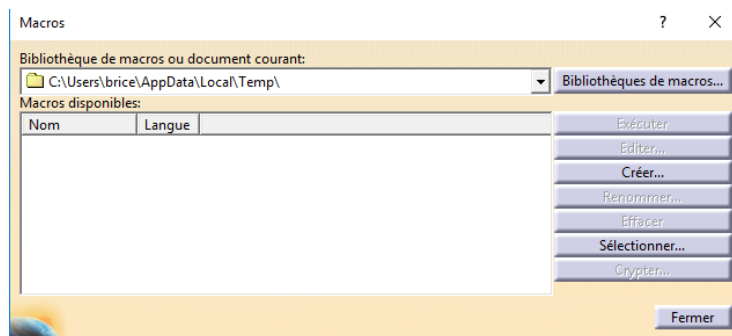 Macros
Bibliothèque de macros ou document courant:
C:\Users\brice\AppData\Local\Temp\
Bibliothèques de macros...
Macros disponibles:
Nom Langue
Exécuter
Editer...
Créer...
Renommer...
Effacer
Sélectionner...
Crypter...
Fermer